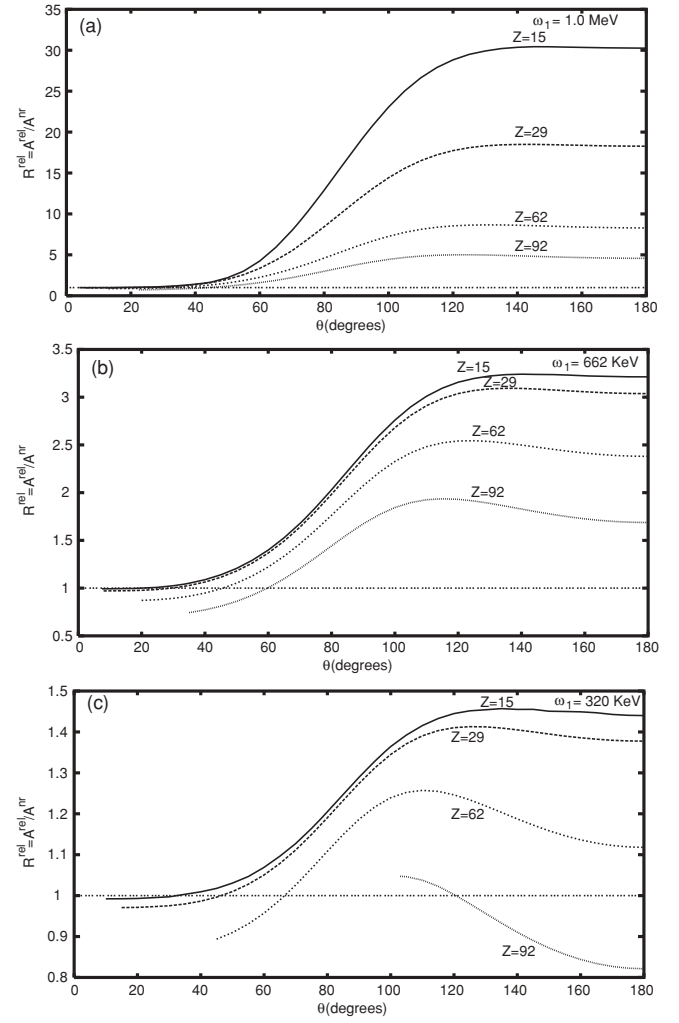 (a)
ω₁ = 1.0 MeV
Z=15
Z=29
Z=62
Z=92
R^rel=A^rel/A^nr
35
30
25
20
15
10
5
1
0
0 20 40 60 80 100 120 140 160 180
θ(degrees)
(b)
ω₁= 662 KeV
Z=15
Z=29
Z=62
Z=92
R^rel=A^rel/A^nr
3.5
3
2.5
2
1.5
1
0.5
0 20 40 60 80 100 120 140 160 180
θ(degrees)
(c)
ω₁= 320 KeV
Z=15
Z=29
Z=62
Z=92
R^rel=A^rel/A^nr
1.5
1.4
1.3
1.2
1.1
1
0.9
0.8
0 20 40 60 80 100 120 140 160 180
θ(degrees)